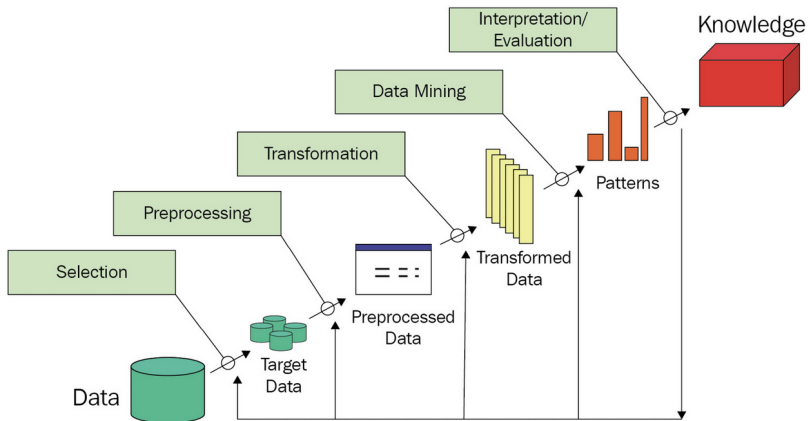 Interpretation/
Evaluation
Knowledge
Data Mining
Transformation
Patterns
Preprocessing
Transformed
Data
Selection
Preprocessed
Data
Target
Data
Data